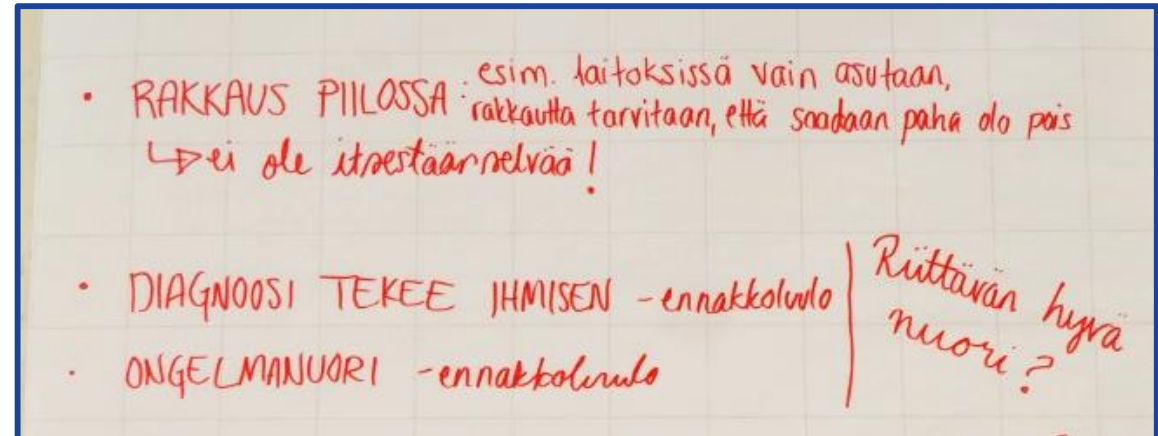 esim. laitoksissä vain asutaan,
• RAKKAUS PIILOSSA: rakkautta tarvitaan, että saadaan paha olo pois
↳ ei ole itsestäänselvää!
• DIAGNOOSI TEKEE IHMISEN - ennakkoluulo
• ONGELMANUORI - ennakkoluulo
Riittävän hyvä
nuori?